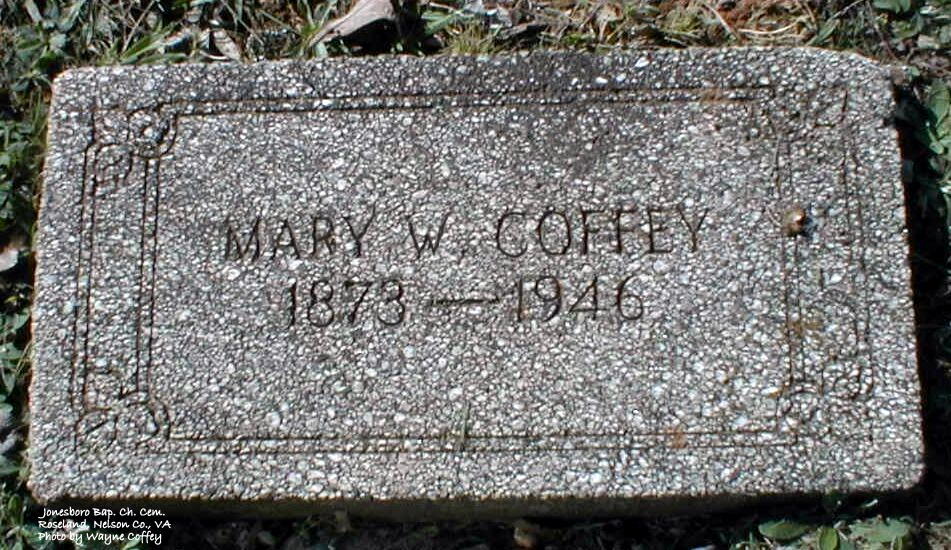 MARY W. COFFEY
1873—1946
Jonesboro Bap. Ch. Cem.
Roseland, Nelson Co., VA
Photo by Wayne Coffey